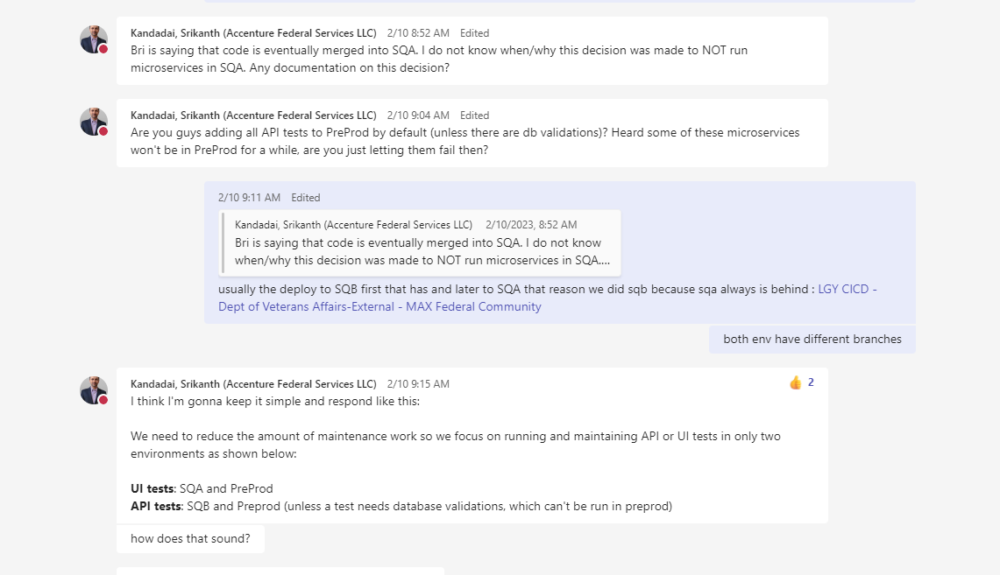 Kandadai, Srikanth (Accenture Federal Services LLC) 2/10 8:52 AM Edited
Bri is saying that code is eventually merged into SQA. I do not know when/why this decision was made to NOT run
microservices in SQA. Any documentation on this decision?
Kandadai, Srikanth (Accenture Federal Services LLC) 2/10 9:04 AM Edited
Are you guys adding all API tests to PreProd by default (unless there are db validations)? Heard some of these microservices
won't be in PreProd for a while, are you just letting them fail then?
2/10 9:11 AM Edited
Kandadai, Srikanth (Accenture Federal Services LLC) 2/10/2023, 8:52 AM
Bri is saying that code is eventually merged into SQA. I do not know
when/why this decision was made to NOT run microservices in SQA....
usually the deploy to SQB first that has and later to SQA that reason we did sqb because sqa always is behind : LGY CICD -
Dept of Veterans Affairs-External - MAX Federal Community
both env have different branches
Kandadai, Srikanth (Accenture Federal Services LLC) 2/10 9:15 AM 2
I think I'm gonna keep it simple and respond like this:
We need to reduce the amount of maintenance work so we focus on running and maintaining API or UI tests in only two
environments as shown below:
UI tests: SQA and PreProd
API tests: SQB and Preprod (unless a test needs database validations, which can't be run in preprod)
how does that sound?